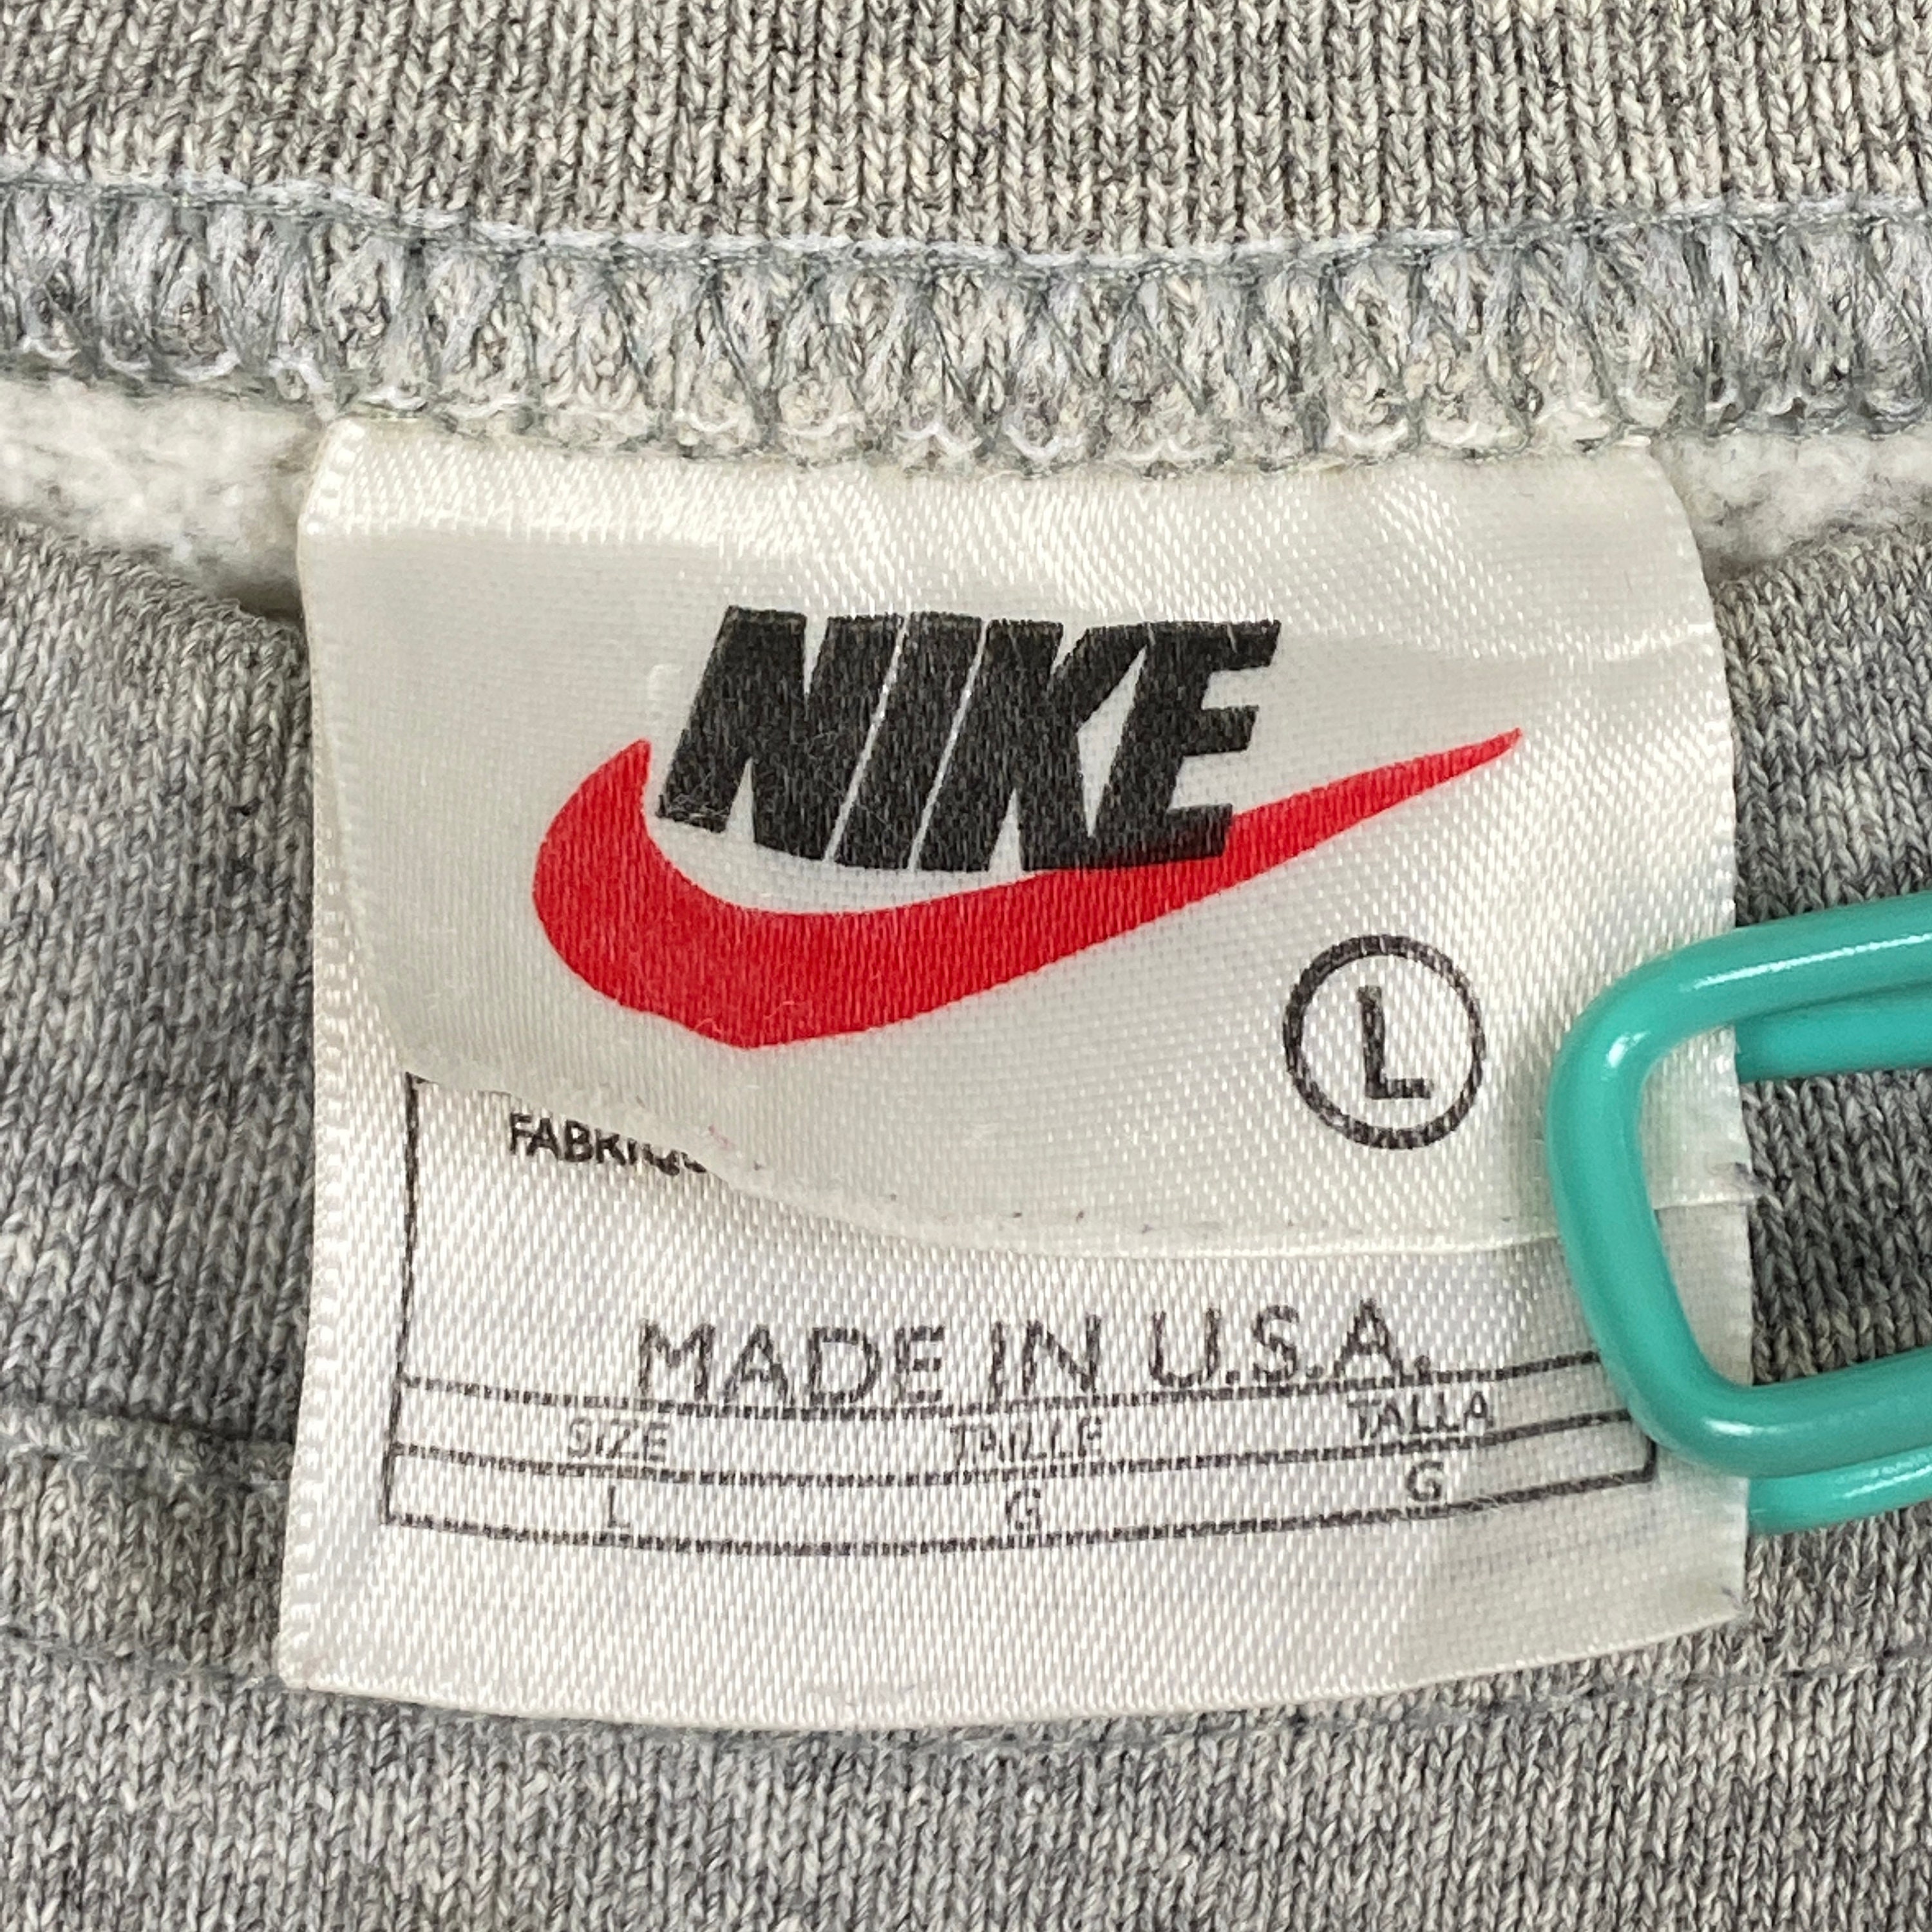 NIKE
L
MADE IN U.S.A.
SIZE TAILLE TALLA
L G G